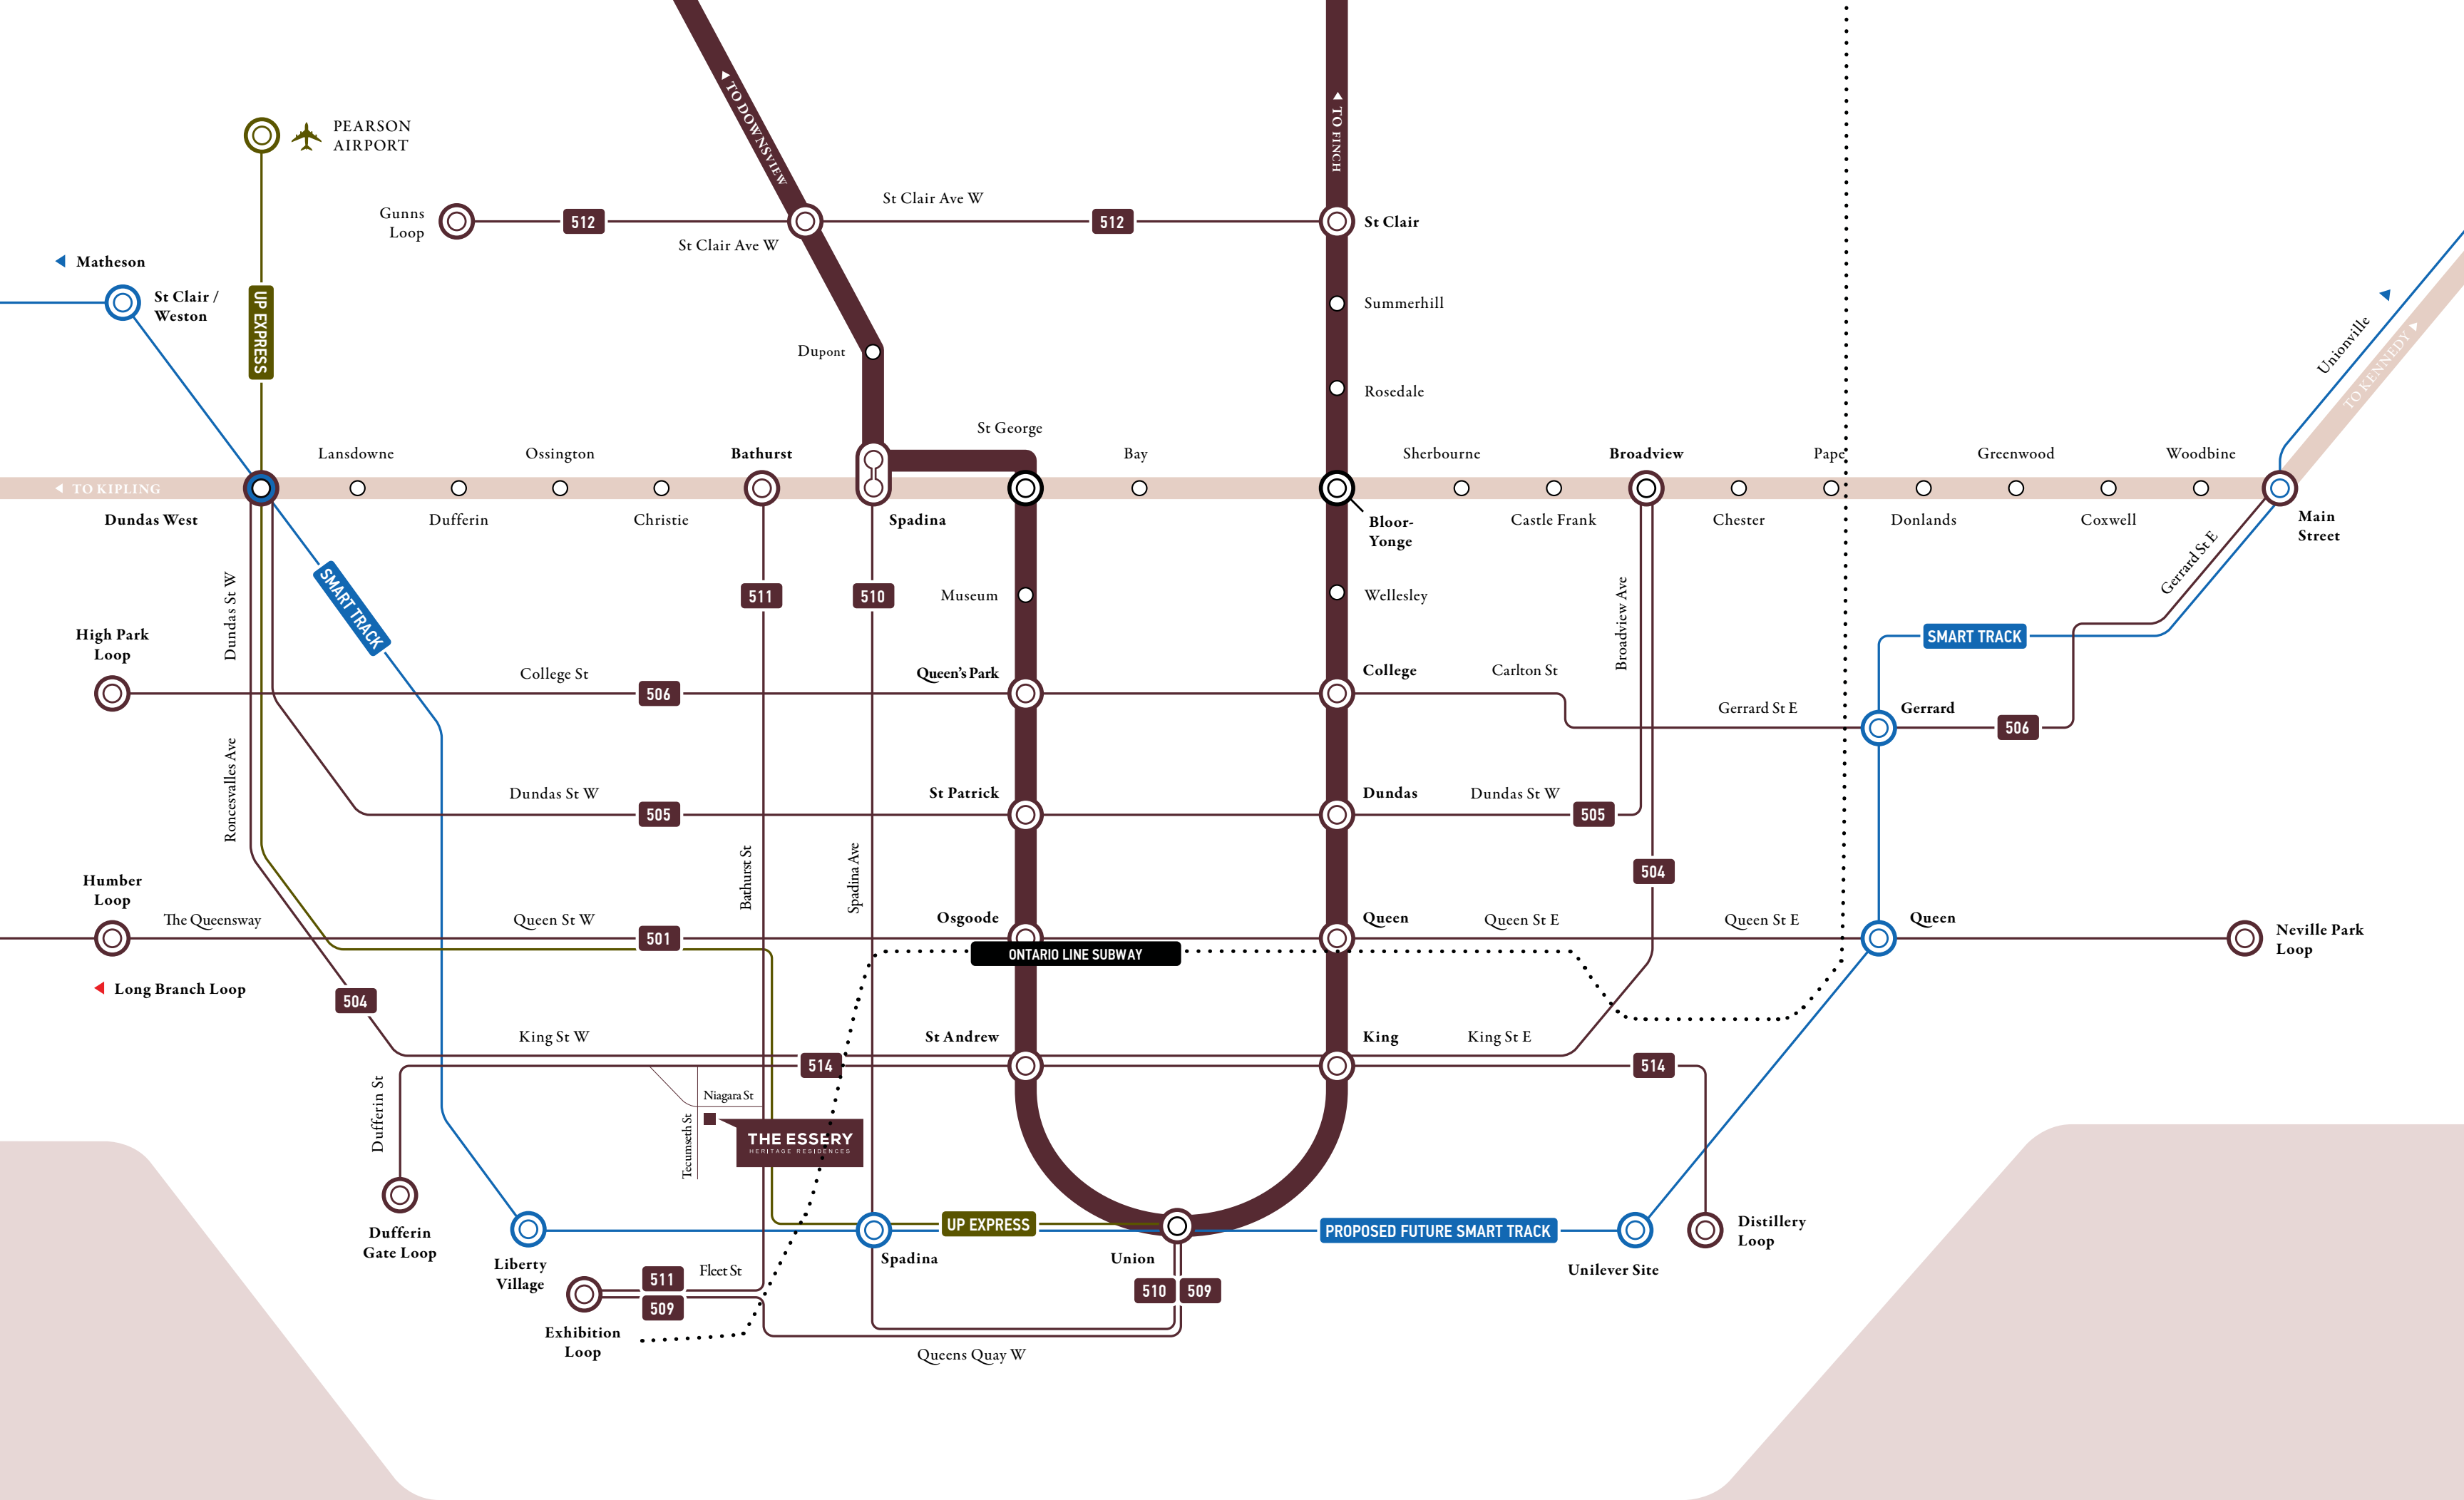 TO DOWNSVIEW
TO FINCH
PEARSON
AIRPORT
St Clair Ave W
Gunns
Loop
512
512
St Clair
St Clair Ave W
Matheson
St Clair /
Weston
UP EXPRESS
Summerhill
Unionville
TO KENNEDY
Dupont
Rosedale
St George
Lansdowne
Ossington
Bathurst
Bay
Sherbourne
Broadview
Pape
Greenwood
Woodbine
TO KIPLING
Dundas West
Dufferin
Christie
Spadina
Bloor-
Yonge
Castle Frank
Chester
Donlands
Coxwell
Main
Street
Gerrard St E
SMART TRACK
Dundas St W
511
510
Museum
Wellesley
Broadview Ave
High Park
Loop
SMART TRACK
College St
506
Queen's Park
College
Carlton St
Gerrard St E
Gerrard
506
Roncesvalles Ave
Dundas St W
505
St Patrick
Dundas
Dundas St W
505
Bathurst St
Spadina Ave
504
Humber
Loop
The Queensway
Queen St W
501
Osgoode
Queen
Queen St E
Queen St E
Queen
Neville Park
Loop
ONTARIO LINE SUBWAY
Long Branch Loop
504
King St W
St Andrew
King
King St E
514
514
Dufferin St
Niagara St
Tecumseth St
THE ESSERY
HERITAGE RESIDENCES
Dufferin
Gate Loop
Liberty
Village
UP EXPRESS
PROPOSED FUTURE SMART TRACK
Distillery
Loop
Spadina
Union
Unilever Site
Fleet St
511
509
510
509
Exhibition
Loop
Queens Quay W